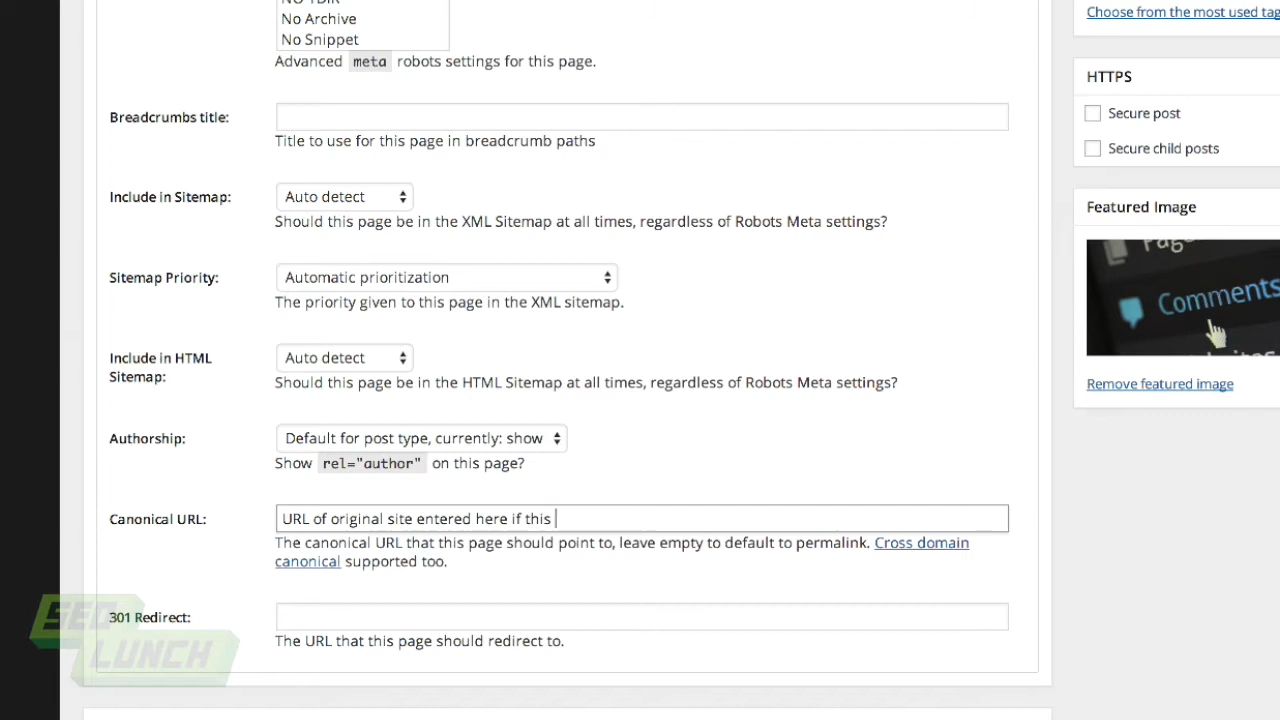 No Archive
No Snippet
Advanced meta robots settings for this page.
Breadcrumbs title:
Title to use for this page in breadcrumb paths
Include in Sitemap: Auto detect
Should this page be in the XML Sitemap at all times, regardless of Robots Meta settings?
Sitemap Priority: Automatic prioritization
The priority given to this page in the XML sitemap.
Include in HTML
Sitemap:
Auto detect
Should this page be in the HTML Sitemap at all times, regardless of Robots Meta settings?
Authorship: Default for post type, currently: show
Show rel="author" on this page?
Canonical URL: URL of original site entered here if this
The canonical URL that this page should point to, leave empty to default to permalink. Cross domain
canonical supported too.
301 Redirect:
The URL that this page should redirect to.
SEO
LUNCH
Choose from the most used tag
HTTPS
Secure post
Secure child posts
Featured Image
Comments
Remove featured image